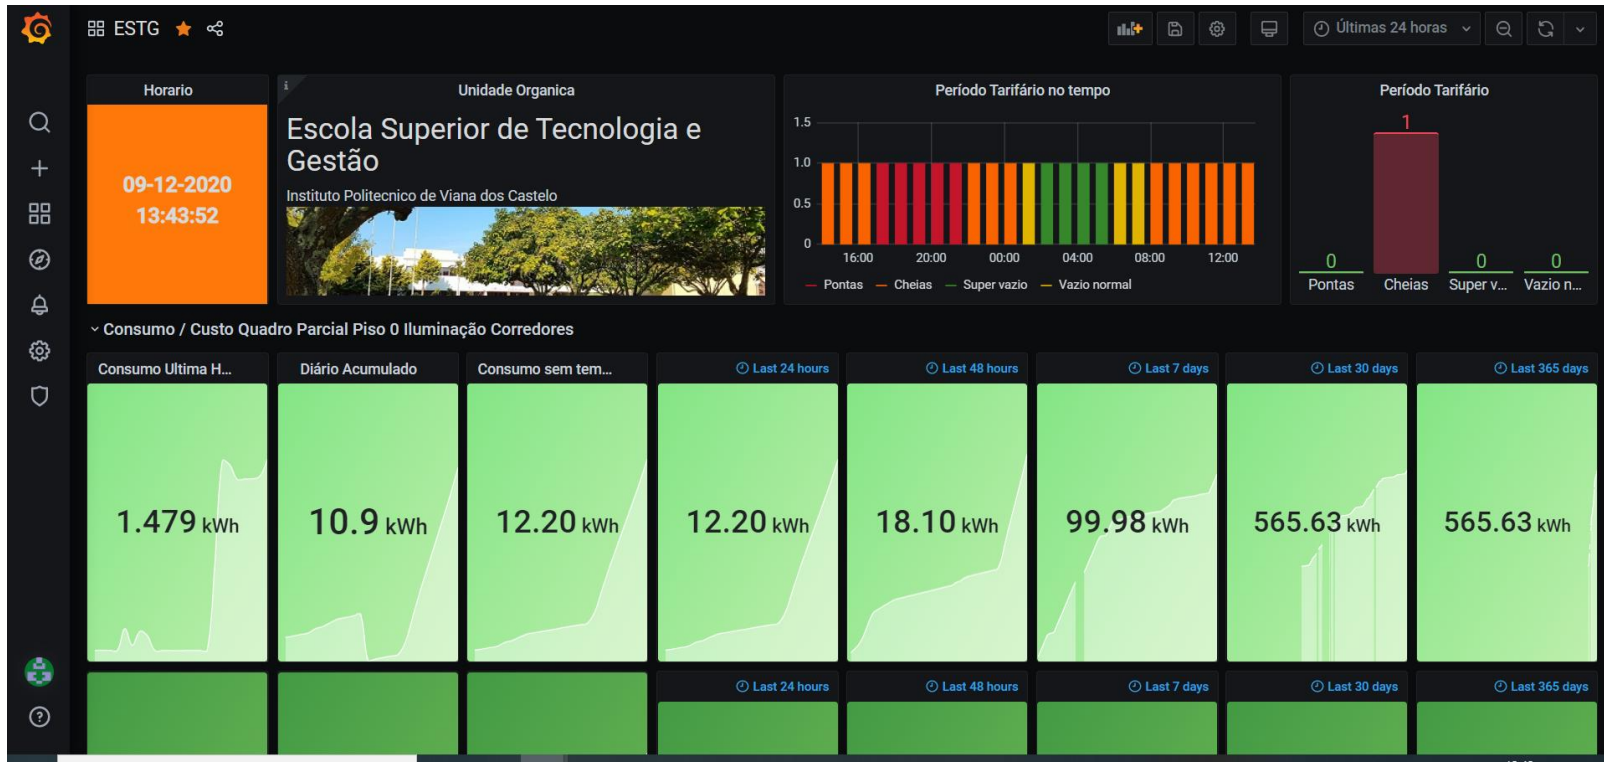 ESTG
Últimas 24 horas
Horario
09-12-2020
13:43:52
i
Unidade Organica
Escola Superior de Tecnologia e
Gestão
Instituto Politecnico de Viana dos Castelo
Período Tarifário no tempo
1.5
1.0
0.5
0
16:00 20:00 00:00 04:00 08:00 12:00
Pontas Cheias Super vazio Vazio normal
Período Tarifário
1
0 0 0
Pontas Cheias Super v... Vazio n...
Consumo / Custo Quadro Parcial Piso 0 Iluminação Corredores
Consumo Ultima H...
1.479 kWh
Diário Acumulado
10.9 kWh
Consumo sem tem...
12.20 kWh
Last 24 hours
12.20 kWh
Last 48 hours
18.10 kWh
Last 7 days
99.98 kWh
Last 30 days
565.63 kWh
Last 365 days
565.63 kWh
Last 24 hours
Last 48 hours
Last 7 days
Last 30 days
Last 365 days